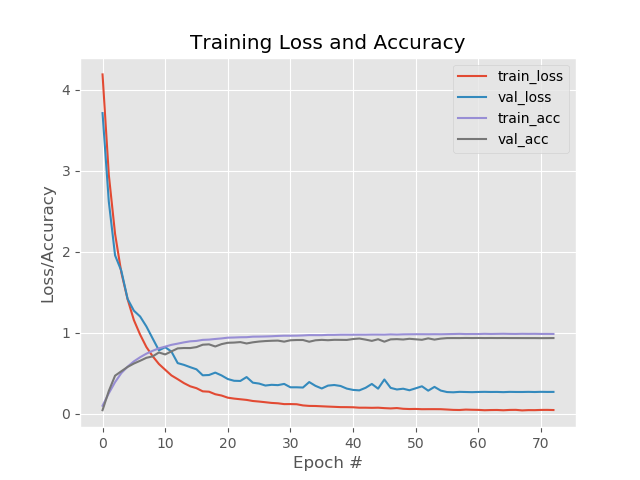 Training Loss and Accuracy
train_loss
val_loss
train_acc
val_acc
4
3
2
1
0
Loss/Accuracy
0 10 20 30 40 50 60 70
Epoch #